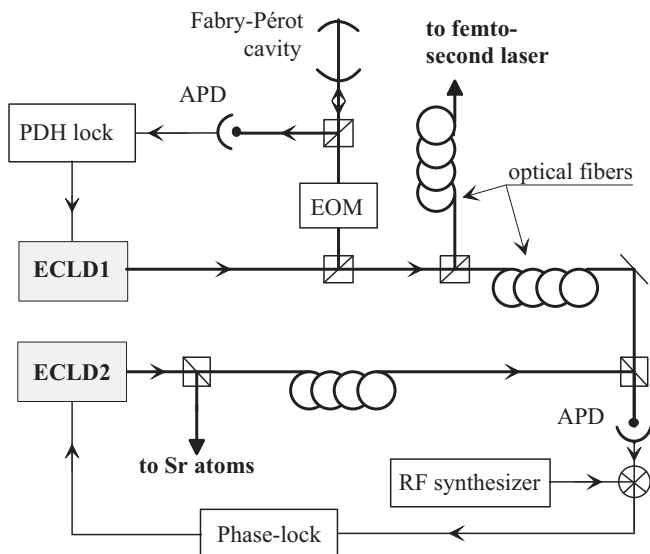 Fabry-Pérot
cavity
to femto-
second laser
APD
PDH lock
optical fibers
EOM
ECLD1
ECLD2
APD
to Sr atoms
RF synthesizer
Phase-lock